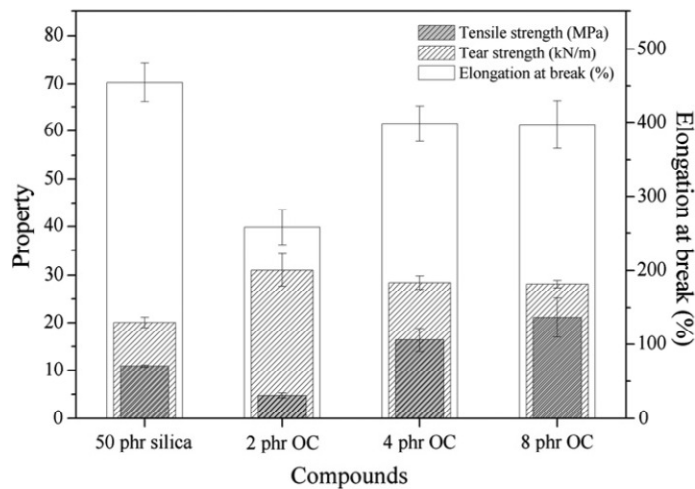 Tensile strength (MPa)
Tear strength (kN/m)
Elongation at break (%)
80
70
60
50
40
30
20
10
0
Property
500
400
300
200
100
0
Elongation at break (%)
50 phr silica
2 phr OC
4 phr OC
8 phr OC
Compounds